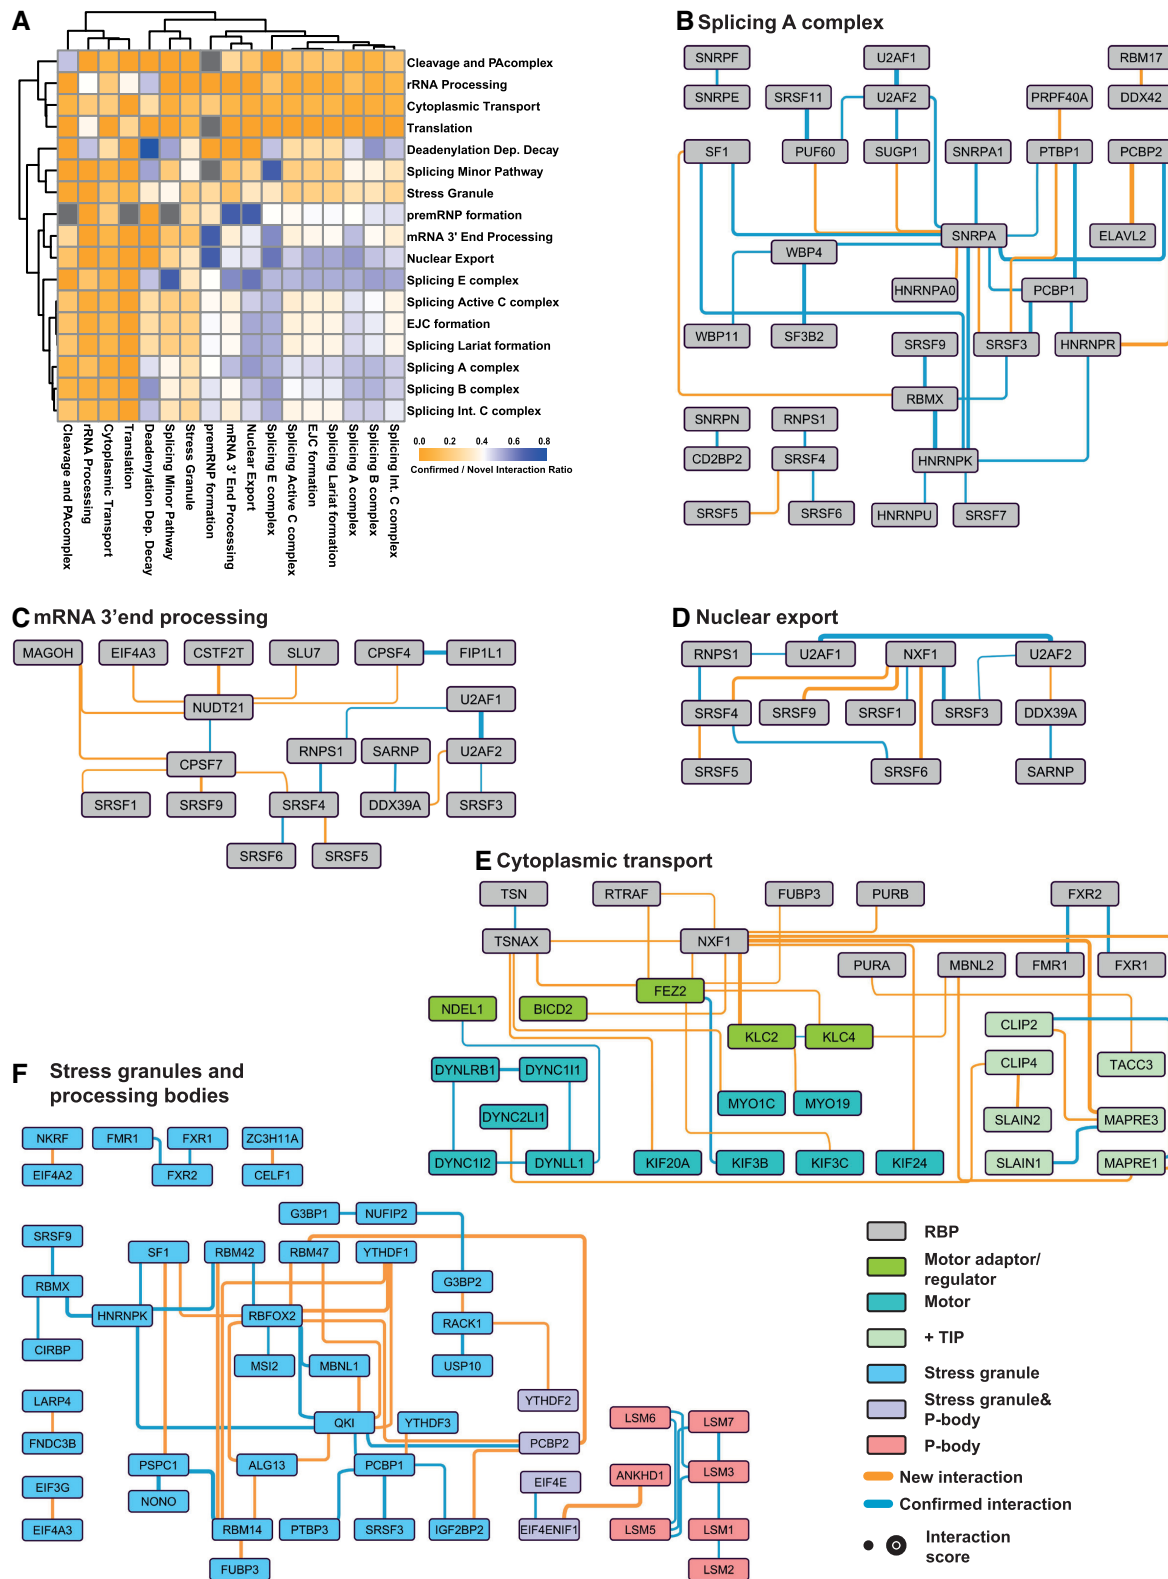 A
Cleavage and PAcomplex
rRNA Processing
Cytoplasmic Transport
Translation
Deadenylation Dep. Decay
Splicing Minor Pathway
Stress Granule
premRNP formation
mRNA 3' End Processing
Nuclear Export
Splicing E complex
Splicing Active C complex
EJC formation
Splicing Lariat formation
Splicing A complex
Splicing B complex
Splicing Int. C complex
Cleavage and PAcomplex
rRNA Processing
Cytoplasmic Transport
Translation
Deadenylation Dep. Decay
Splicing Minor Pathway
Stress Granule
premRNP formation
mRNA 3' End Processing
Nuclear Export
Splicing E complex
Splicing Active C complex
EJC formation
Splicing Lariat formation
Splicing A complex
Splicing B complex
Splicing Int. C complex
0.0 0.2 0.4 0.6 0.8
Confirmed / Novel Interaction Ratio
B Splicing A complex
SNRPF U2AF1 RBM17
SNRPE SRSF11 U2AF2 PRPF40A DDX42
SF1 PUF60 SUGP1 SNRPA1 PTBP1 PCBP2
SNRPA ELAVL2
WBP4
HNRNPA0 PCBP1
WBP11 SF3B2 SRSF9 SRSF3 HNRNPR
RBMX
SNRPN RNPS1
CD2BP2 SRSF4 HNRNPK
SRSF5 SRSF6 HNRNPU SRSF7
C mRNA 3'end processing
MAGOH EIF4A3 CSTF2T SLU7 CPSF4 FIP1L1
NUDT21 U2AF1
CPSF7 RNPS1 SARNP U2AF2
SRSF1 SRSF9 SRSF4 DDX39A SRSF3
SRSF6 SRSF5
D Nuclear export
RNPS1 U2AF1 NXF1 U2AF2
SRSF4 SRSF9 SRSF1 SRSF3 DDX39A
SRSF5 SRSF6 SARNP
E Cytoplasmic transport
TSN RTRAF FUBP3 PURB FXR2
TSNAX NXF1
PURA MBNL2 FMR1 FXR1
FEZ2
NDEL1 BICD2
KLC2 KLC4 CLIP2
DYNLRB1 DYNC1I1 CLIP4 TACC3
DYNC2LI1 MYO1C MYO19 SLAIN2 MAPRE3
DYNC1I2 DYNLL1 KIF20A KIF3B KIF3C KIF24 SLAIN1 MAPRE1
F Stress granules and
processing bodies
NKRF FMR1 FXR1 ZC3H11A
EIF4A2 FXR2 CELF1
G3BP1 NUFIP2
SRSF9 SF1 RBM42 RBM47 YTHDF1
RBMX G3BP2
HNRNPK RBFOX2 RACK1
CIRBP MSI2 MBNL1 USP10
LARP4 YTHDF2
QKI YTHDF3
FNDC3B PCBP2
PSPC1 ALG13 PCBP1
EIF3G NONO EIF4E
EIF4A3 RBM14 PTBP3 SRSF3 IGF2BP2 EIF4ENIF1
FUBP3
LSM6 LSM7
ANKHD1 LSM3
LSM5 LSM1
LSM2
RBP
Motor adaptor/
regulator
Motor
+ TIP
Stress granule
Stress granule&
P-body
P-body
New interaction
Confirmed interaction
Interaction
score